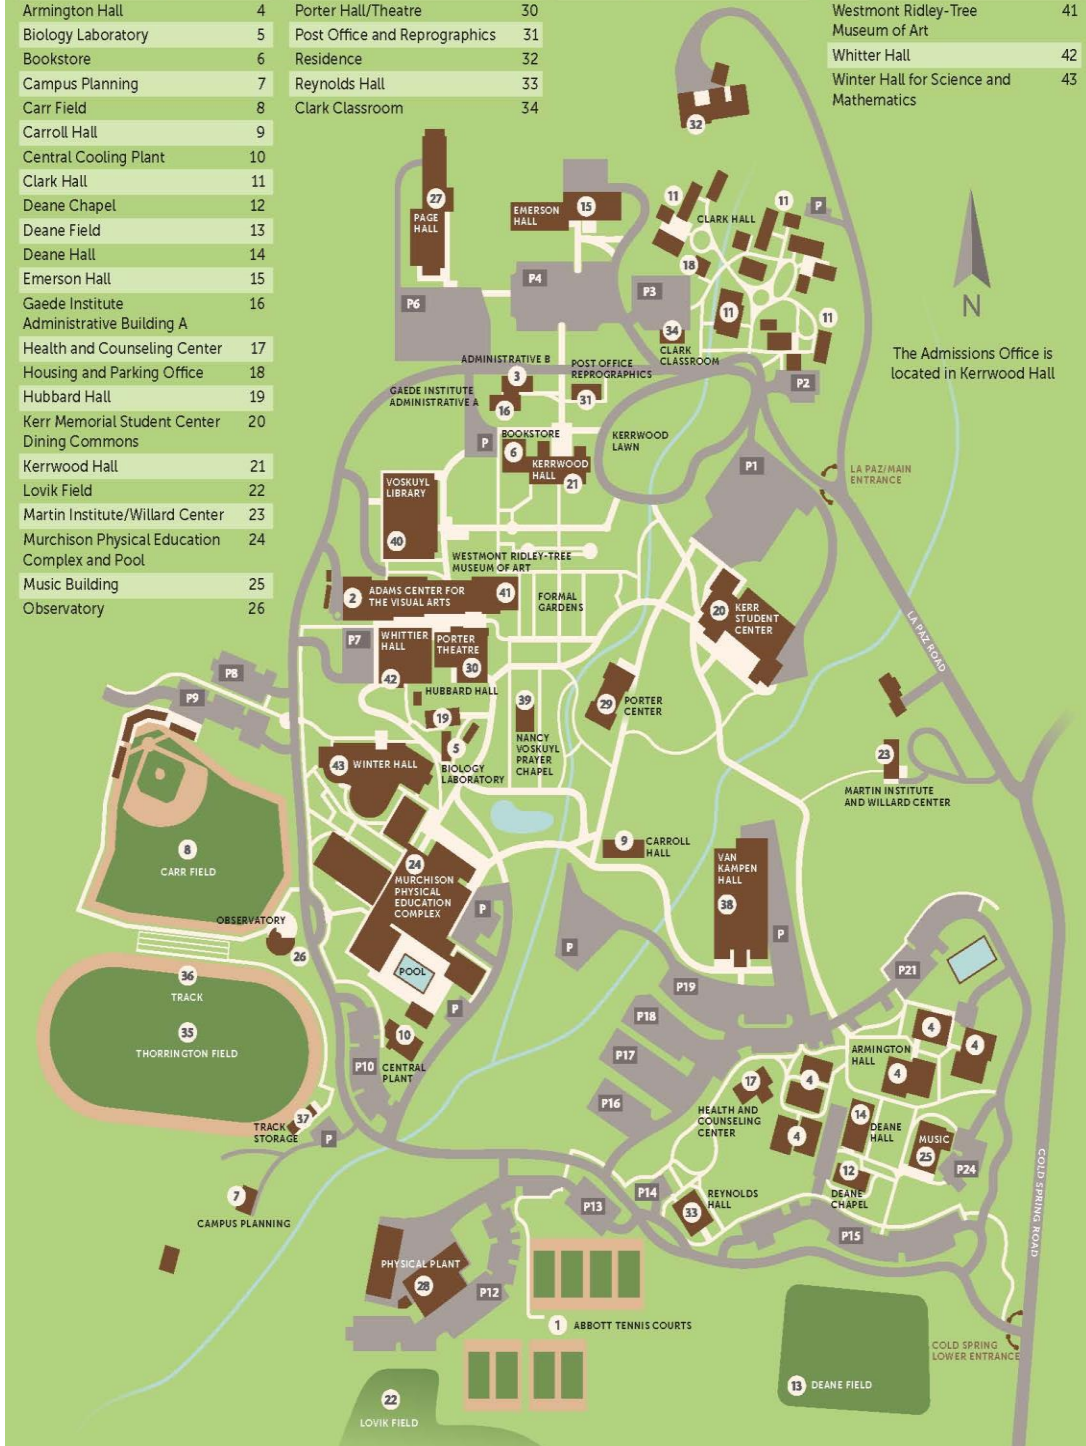 Armington Hall 4
Biology Laboratory 5
Bookstore 6
Campus Planning 7
Carr Field 8
Carroll Hall 9
Central Cooling Plant 10
Clark Hall 11
Deane Chapel 12
Deane Field 13
Deane Hall 14
Emerson Hall 15
Gaede Institute 16
Administrative Building A
Health and Counseling Center 17
Housing and Parking Office 18
Hubbard Hall 19
Kerr Memorial Student Center 20
Dining Commons
Kerrwood Hall 21
Lovik Field 22
Martin Institute/Willard Center 23
Murchison Physical Education 24
Complex and Pool
Music Building 25
Observatory 26
Porter Hall/Theatre 30
Post Office and Reprographics 31
Residence 32
Reynolds Hall 33
Clark Classroom 34
Westmont Ridley-Tree 41
Museum of Art
Whitter Hall 42
Winter Hall for Science and 43
Mathematics
32
27
PAGE
HALL
EMERSON
HALL
15
11
CLARK HALL
11
P
18
N
P6
P4
P3
11
34
CLARK
CLASSROOM
11
The Admissions Office is
located in Kerrwood Hall
ADMINISTRATIVE B
3
POST OFFICE
REPROGRAPHICS
P2
GAEDE INSTITUTE
ADMINISTRATIVE A
16
31
P
BOOKSTORE
6
KERRWOOD
HALL
21
KERRWOOD
LAWN
P1
LA PAZ/MAIN
ENTRANCE
VOSKUYL
LIBRARY
40
WESTMONT RIDLEY-TREE
MUSEUM OF ART
2
ADAMS CENTER FOR
THE VISUAL ARTS
41
FORMAL
GARDENS
20
KERR
STUDENT
CENTER
LA PAZ ROAD
P7
WHITTIER
HALL
42
PORTER
THEATRE
30
P8
P9
HUBBARD HALL
19
39
NANCY
VOSKUYL
PRAYER
CHAPEL
29
PORTER
CENTER
5
BIOLOGY
LABORATORY
43
WINTER HALL
23
MARTIN INSTITUTE
AND WILLARD CENTER
8
CARR FIELD
24
MURCHISON
PHYSICAL
EDUCATION
COMPLEX
9
CARROLL
HALL
VAN
KAMPEN
HALL
38
P
P
P
OBSERVATORY
26
POOL
P
36
TRACK
35
THORRINGTON FIELD
10
CENTRAL
PLANT
P10
P19
P18
P17
P16
P21
ARMINGTON
HALL
4
4
4
17
4
HEALTH AND
COUNSELING
CENTER
4
14
DEANE
HALL
MUSIC
25
P24
12
DEANE
CHAPEL
37
TRACK
STORAGE
P
7
CAMPUS PLANNING
P13
P14
33
REYNOLDS
HALL
P15
COLD SPRING ROAD
PHYSICAL PLANT
28
P12
1
ABBOTT TENNIS COURTS
COLD SPRING
LOWER ENTRANCE
13
DEANE FIELD
22
LOVIK FIELD